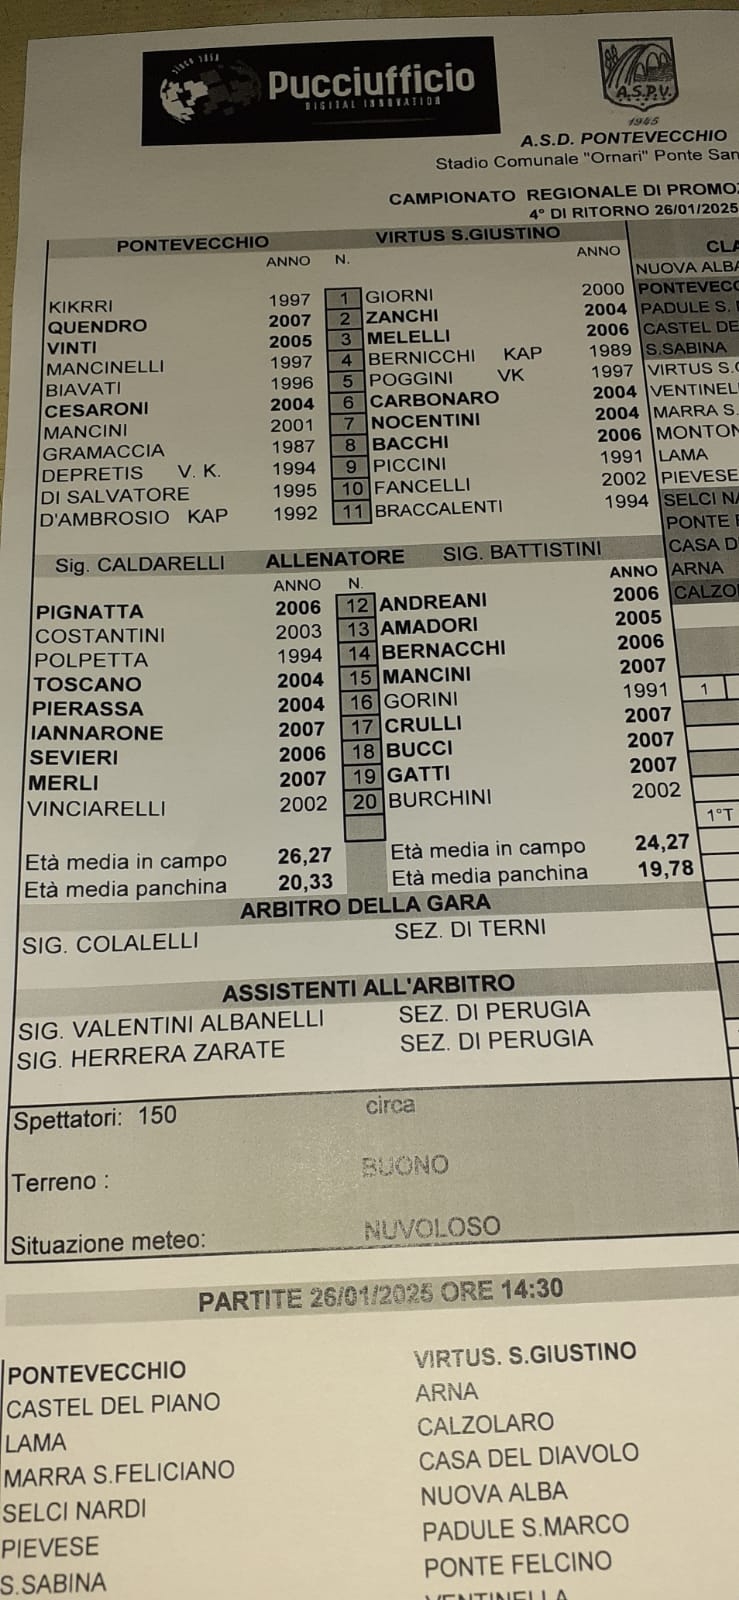 SINCE 1858
Pucciufficio
DIGITAL INNOVATION
A.S.P.V.
1945
A.S.D. PONTEVECCHIO
Stadio Comunale "Ornari" Ponte San
CAMPIONATO REGIONALE DI PROMOZ
4° DI RITORNO 26/01/2025
PONTEVECCHIO VIRTUS S.GIUSTINO CLA
ANNO N. ANNO NUOVA ALBA
KIKRRI 1997 1 GIORNI 2000 PONTEVECC
QUENDRO 2007 2 ZANCHI 2004 PADULE S.
VINTI 2005 3 MELELLI 2006 CASTEL DE
MANCINELLI 1997 4 BERNICCHI KAP 1989 S.SABINA
BIAVATI 1996 5 POGGINI VK 1997 VIRTUS S.G
CESARONI 2004 6 CARBONARO 2004 VENTINEL
MANCINI 2001 7 NOCENTINI 2004 MARRA S.
GRAMACCIA 1987 8 BACCHI 2006 MONTON
DEPRETIS V. K. 1994 9 PICCINI 1991 LAMA
DI SALVATORE 1995 10 FANCELLI 2002 PIEVESE
D'AMBROSIO KAP 1992 11 BRACCALENTI 1994 SELCI NA
PONTE F
Sig. CALDARELLI ALLENATORE SIG. BATTISTINI CASA D
ANNO N. ANNO ARNA
PIGNATTA 2006 12 ANDREANI 2006 CALZOL
COSTANTINI 2003 13 AMADORI 2005
POLPETTA 1994 14 BERNACCHI 2006
TOSCANO 2004 15 MANCINI 2007
PIERASSA 2004 16 GORINI 1991 1
IANNARONE 2007 17 CRULLI 2007
SEVIERI 2006 18 BUCCI 2007
MERLI 2007 19 GATTI 2007
VINCIARELLI 2002 20 BURCHINI 2002
1°T
Età media in campo 26,27 Età media in campo 24,27
Età media panchina 20,33 Età media panchina 19,78
ARBITRO DELLA GARA
SIG. COLALELLI SEZ. DI TERNI
ASSISTENTI ALL'ARBITRO
SIG. VALENTINI ALBANELLI SEZ. DI PERUGIA
SIG. HERRERA ZARATE SEZ. DI PERUGIA
Spettatori: 150 circa
Terreno : BUONO
Situazione meteo: NUVOLOSO
PARTITE 26/01/2025 ORE 14:30
PONTEVECCHIO VIRTUS. S.GIUSTINO
CASTEL DEL PIANO ARNA
LAMA CALZOLARO
MARRA S.FELICIANO CASA DEL DIAVOLO
SELCI NARDI NUOVA ALBA
PIEVESE PADULE S.MARCO
S.SABINA PONTE FELCINO
VENTINELLA